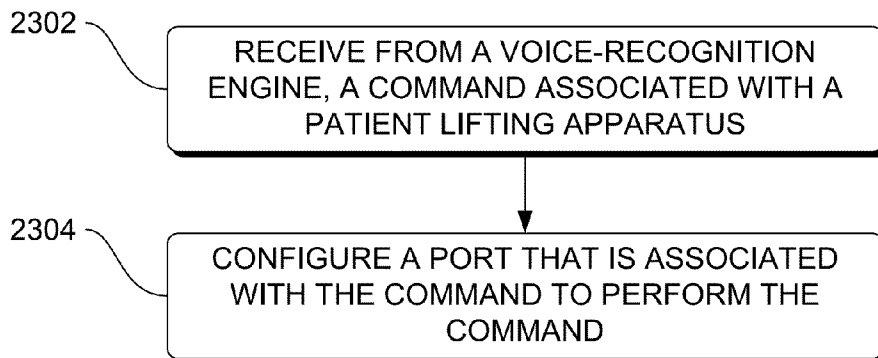 2302
RECEIVE FROM A VOICE-RECOGNITION
ENGINE, A COMMAND ASSOCIATED WITH A
PATIENT LIFTING APPARATUS
2304
CONFIGURE A PORT THAT IS ASSOCIATED
WITH THE COMMAND TO PERFORM THE
COMMAND